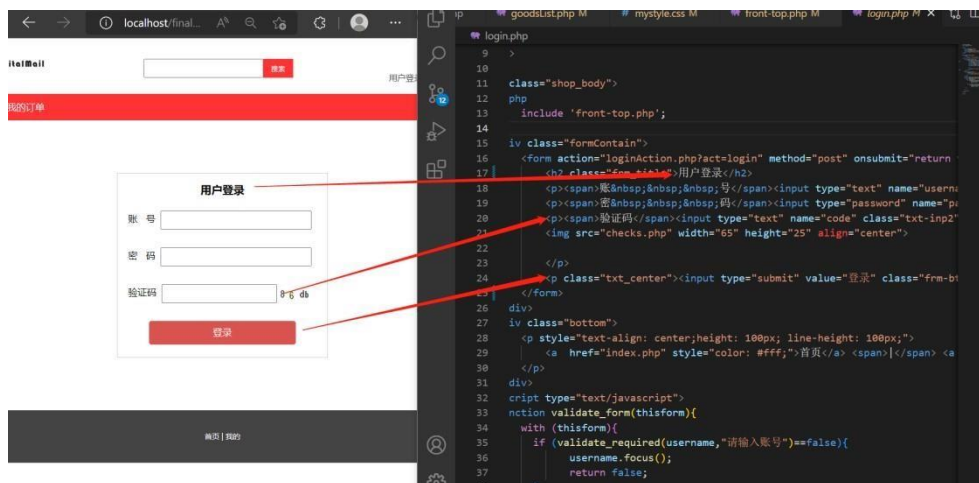 localhost/final...
italMail
搜索
用户登
我的订单
用户登录
账 号
密 码
验证码
登录
首页 | 我的
goodsList.php M
# mystyle.css M
front-top.php M
login.php M
login.php
12
9 >
10
11 class="shop_body">
12 php
13 include 'front-top.php';
14
15 iv class="formContain">
16 <form action="loginAction.php?act=login" method="post" onsubmit="return
17 <h2 class="frm_title">用户登录</h2>
18 <p><span>账&nbsp;&nbsp;&nbsp;号</span><input type="text" name="userna
19 <p><span>密&nbsp;&nbsp;&nbsp;码</span><input type="password" name="pa
20 <p><span>验证码</span><input type="text" name="code" class="txt-inp2"
21 <img src="checks.php" width="65" height="25" align="center">
22
23 </p>
24 <p class="txt_center"><input type="submit" value="登录" class="frm-bt
25 </form>
26 div>
27 iv class="bottom">
28 <p style="text-align: center;height: 100px; line-height: 100px;">
29 <a href="index.php" style="color: #fff;">首页</a> <span>|</span> <a
30 </p>
31 div>
32 cript type="text/javascript">
33 nction validate_form(thisform){
34 with (thisform){
35 if (validate_required(username,"请输入账号")==false){
36 username.focus();
37 return false;